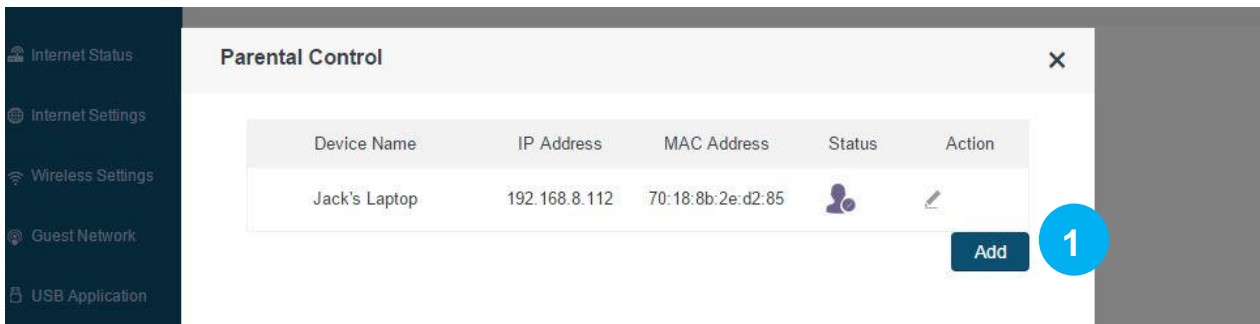 Internet Status
Parental Control
Internet Settings
Device Name IP Address MAC Address Status Action
Wireless Settings
Jack's Laptop 192.168.8.112 70:18:8b:2e:d2:85
Guest Network
Add
1
USB Application